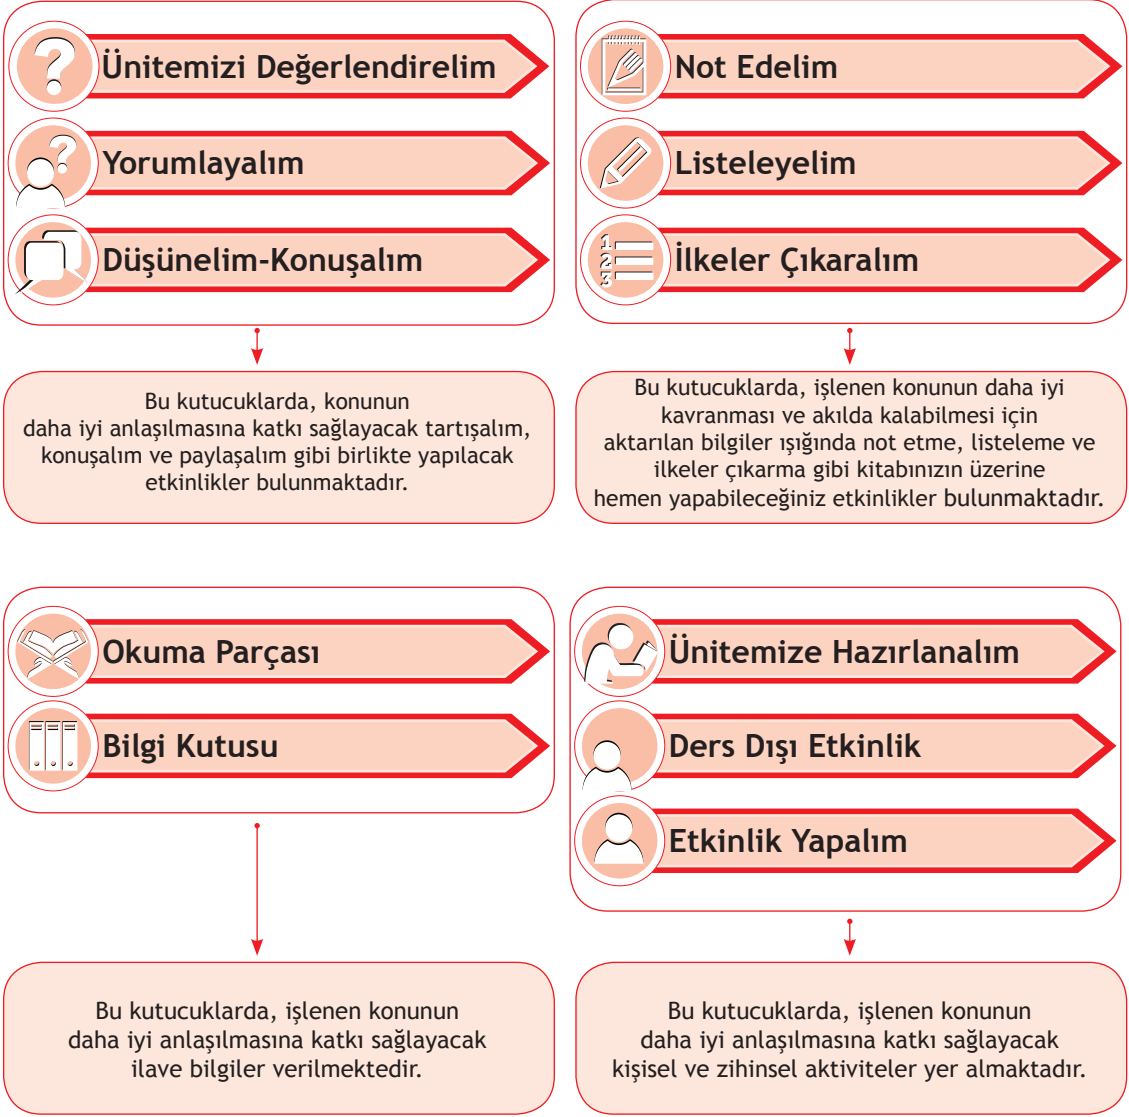 Ünitemizi Değerlendirelim
Yorumlayalım
Düşünelim-Konuşalım
Bu kutucuklarda, konunun
daha iyi anlaşılmasına katkı sağlayacak tartışalım,
konuşalım ve paylaşalım gibi birlikte yapılacak
etkinlikler bulunmaktadır.
Not Edelim
Listeleyelim
1
2
3
İlkeler Çıkaralım
Bu kutucuklarda, işlenen konunun daha iyi
kavranması ve akılda kalabilmesi için
aktarılan bilgiler ışığında not etme, listeleme ve
ilkeler çıkarma gibi kitabınızın üzerine
hemen yapabileceğiniz etkinlikler bulunmaktadır.
Okuma Parçası
Bilgi Kutusu
Bu kutucuklarda, işlenen konunun
daha iyi anlaşılmasına katkı sağlayacak
ilave bilgiler verilmektedir.
Ünitemize Hazırlanalım
Ders Dışı Etkinlik
Etkinlik Yapalım
Bu kutucuklarda, işlenen konunun
daha iyi anlaşılmasına katkı sağlayacak
kişisel ve zihinsel aktiviteler yer almaktadır.